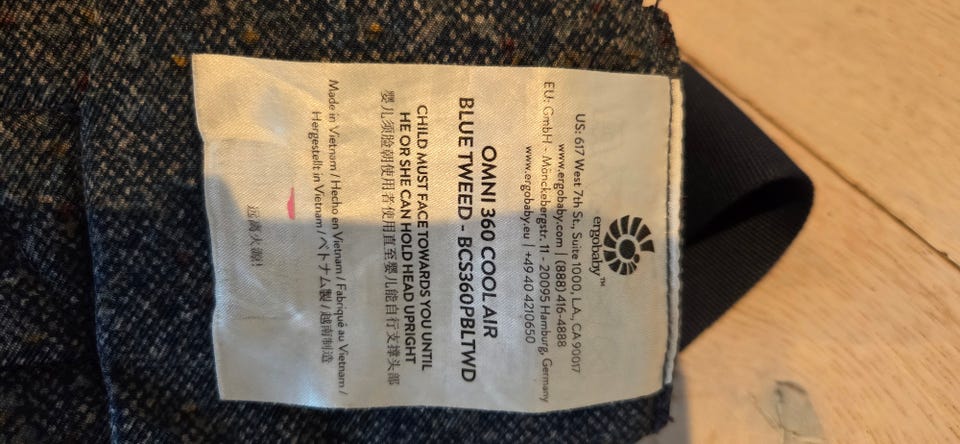 ergobaby™
US: 617 West 7th St., Suite 1000, L.A., CA 90017
www.ergobaby.com | (888) 416-4888
EU: GmbH - Mönckebergstr. 11 - 20095 Hamburg, Germany
www.ergobaby.eu | +49 40 4210650
OMNI 360 COOL AIR
BLUE TWEED - BCS360PBLTWD
CHILD MUST FACE TOWARDS YOU UNTIL
HE OR SHE CAN HOLD HEAD UPRIGHT
婴儿须脸朝使用者使用直至婴儿能自行支撑头部
Made in Vietnam / Hecho en Vietnam / Fabriqué au Vietnam /
Hergestellt in Vietnam / ベトナム製 / 越南制造
远离火源!